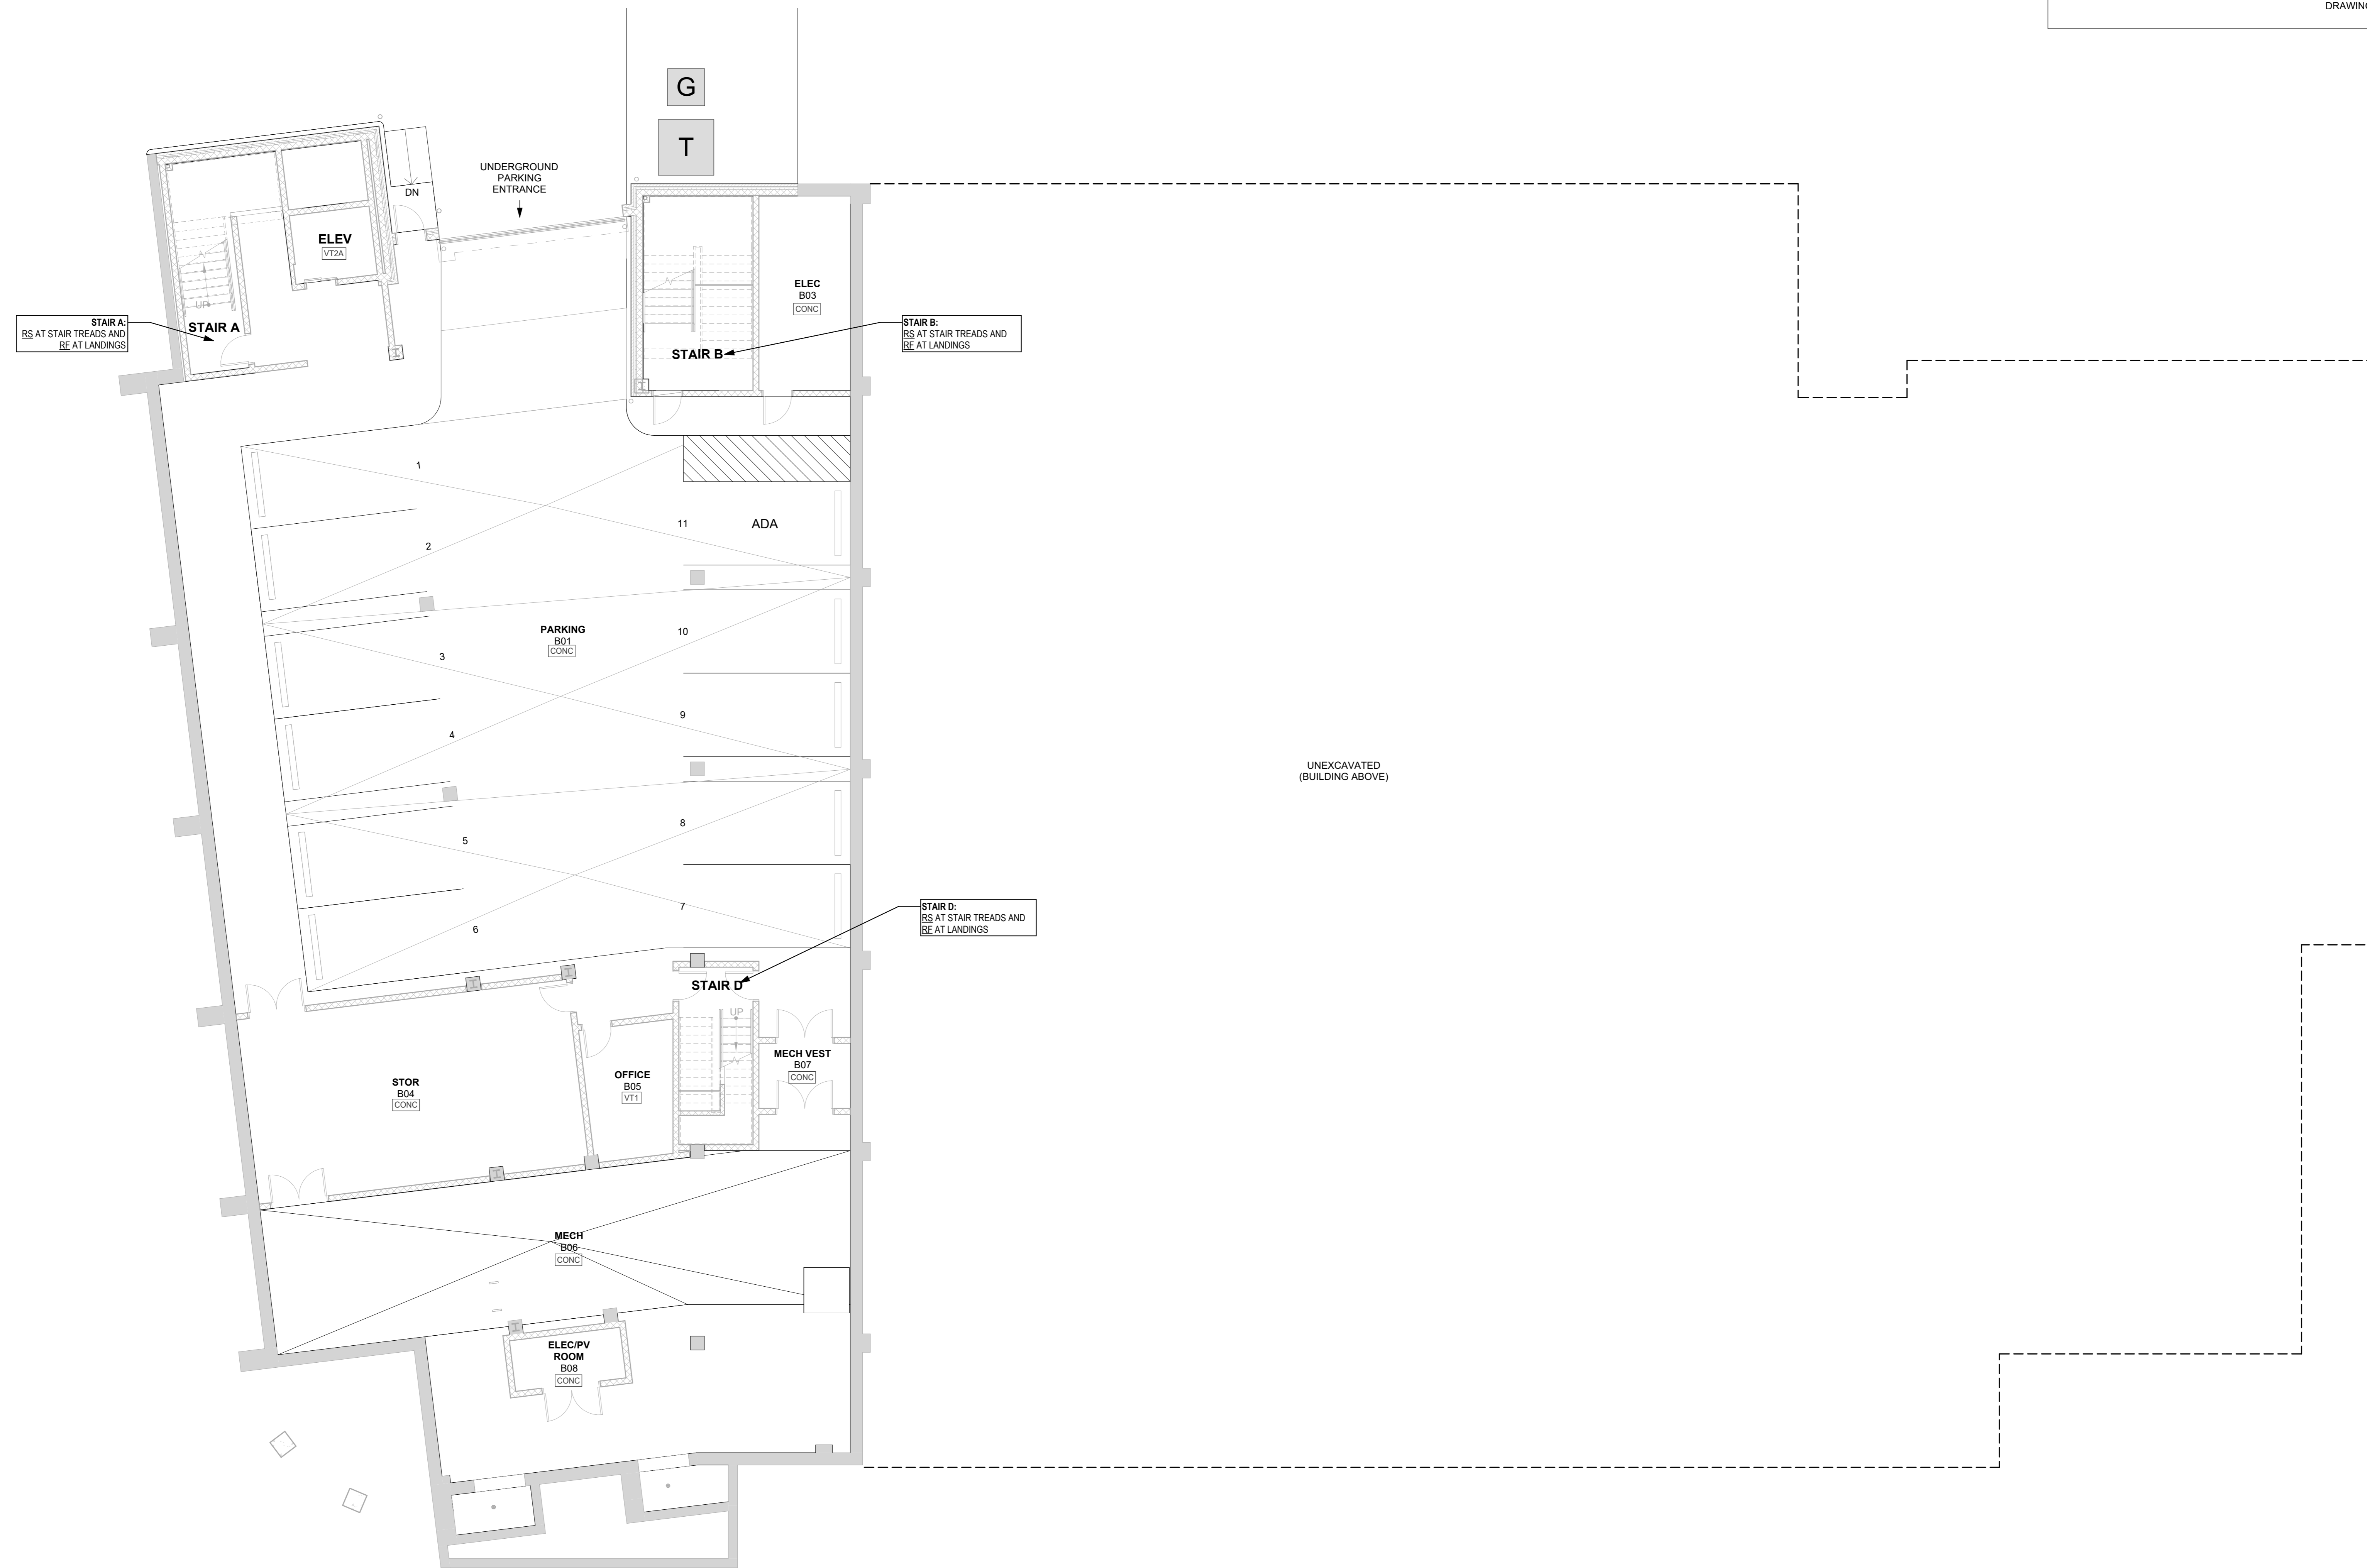 DRAWING
G
T
UNDERGROUND
PARKING
ENTRANCE
DN
ELEV
VT2A
UP
STAIR A
STAIR A:
RS AT STAIR TREADS AND
RF AT LANDINGS
ELEC
B03
CONC
STAIR B
STAIR B:
RS AT STAIR TREADS AND
RF AT LANDINGS
1
2
11
ADA
PARKING
B01
CONC
10
3
9
4
UNEXCAVATED
(BUILDING ABOVE)
8
5
7
6
STAIR D:
RS AT STAIR TREADS AND
RF AT LANDINGS
STAIR D
UP
MECH VEST
B07
CONC
OFFICE
B05
VT1
STOR
B04
CONC
MECH
B06
CONC
ELEC/PV
ROOM
B08
CONC